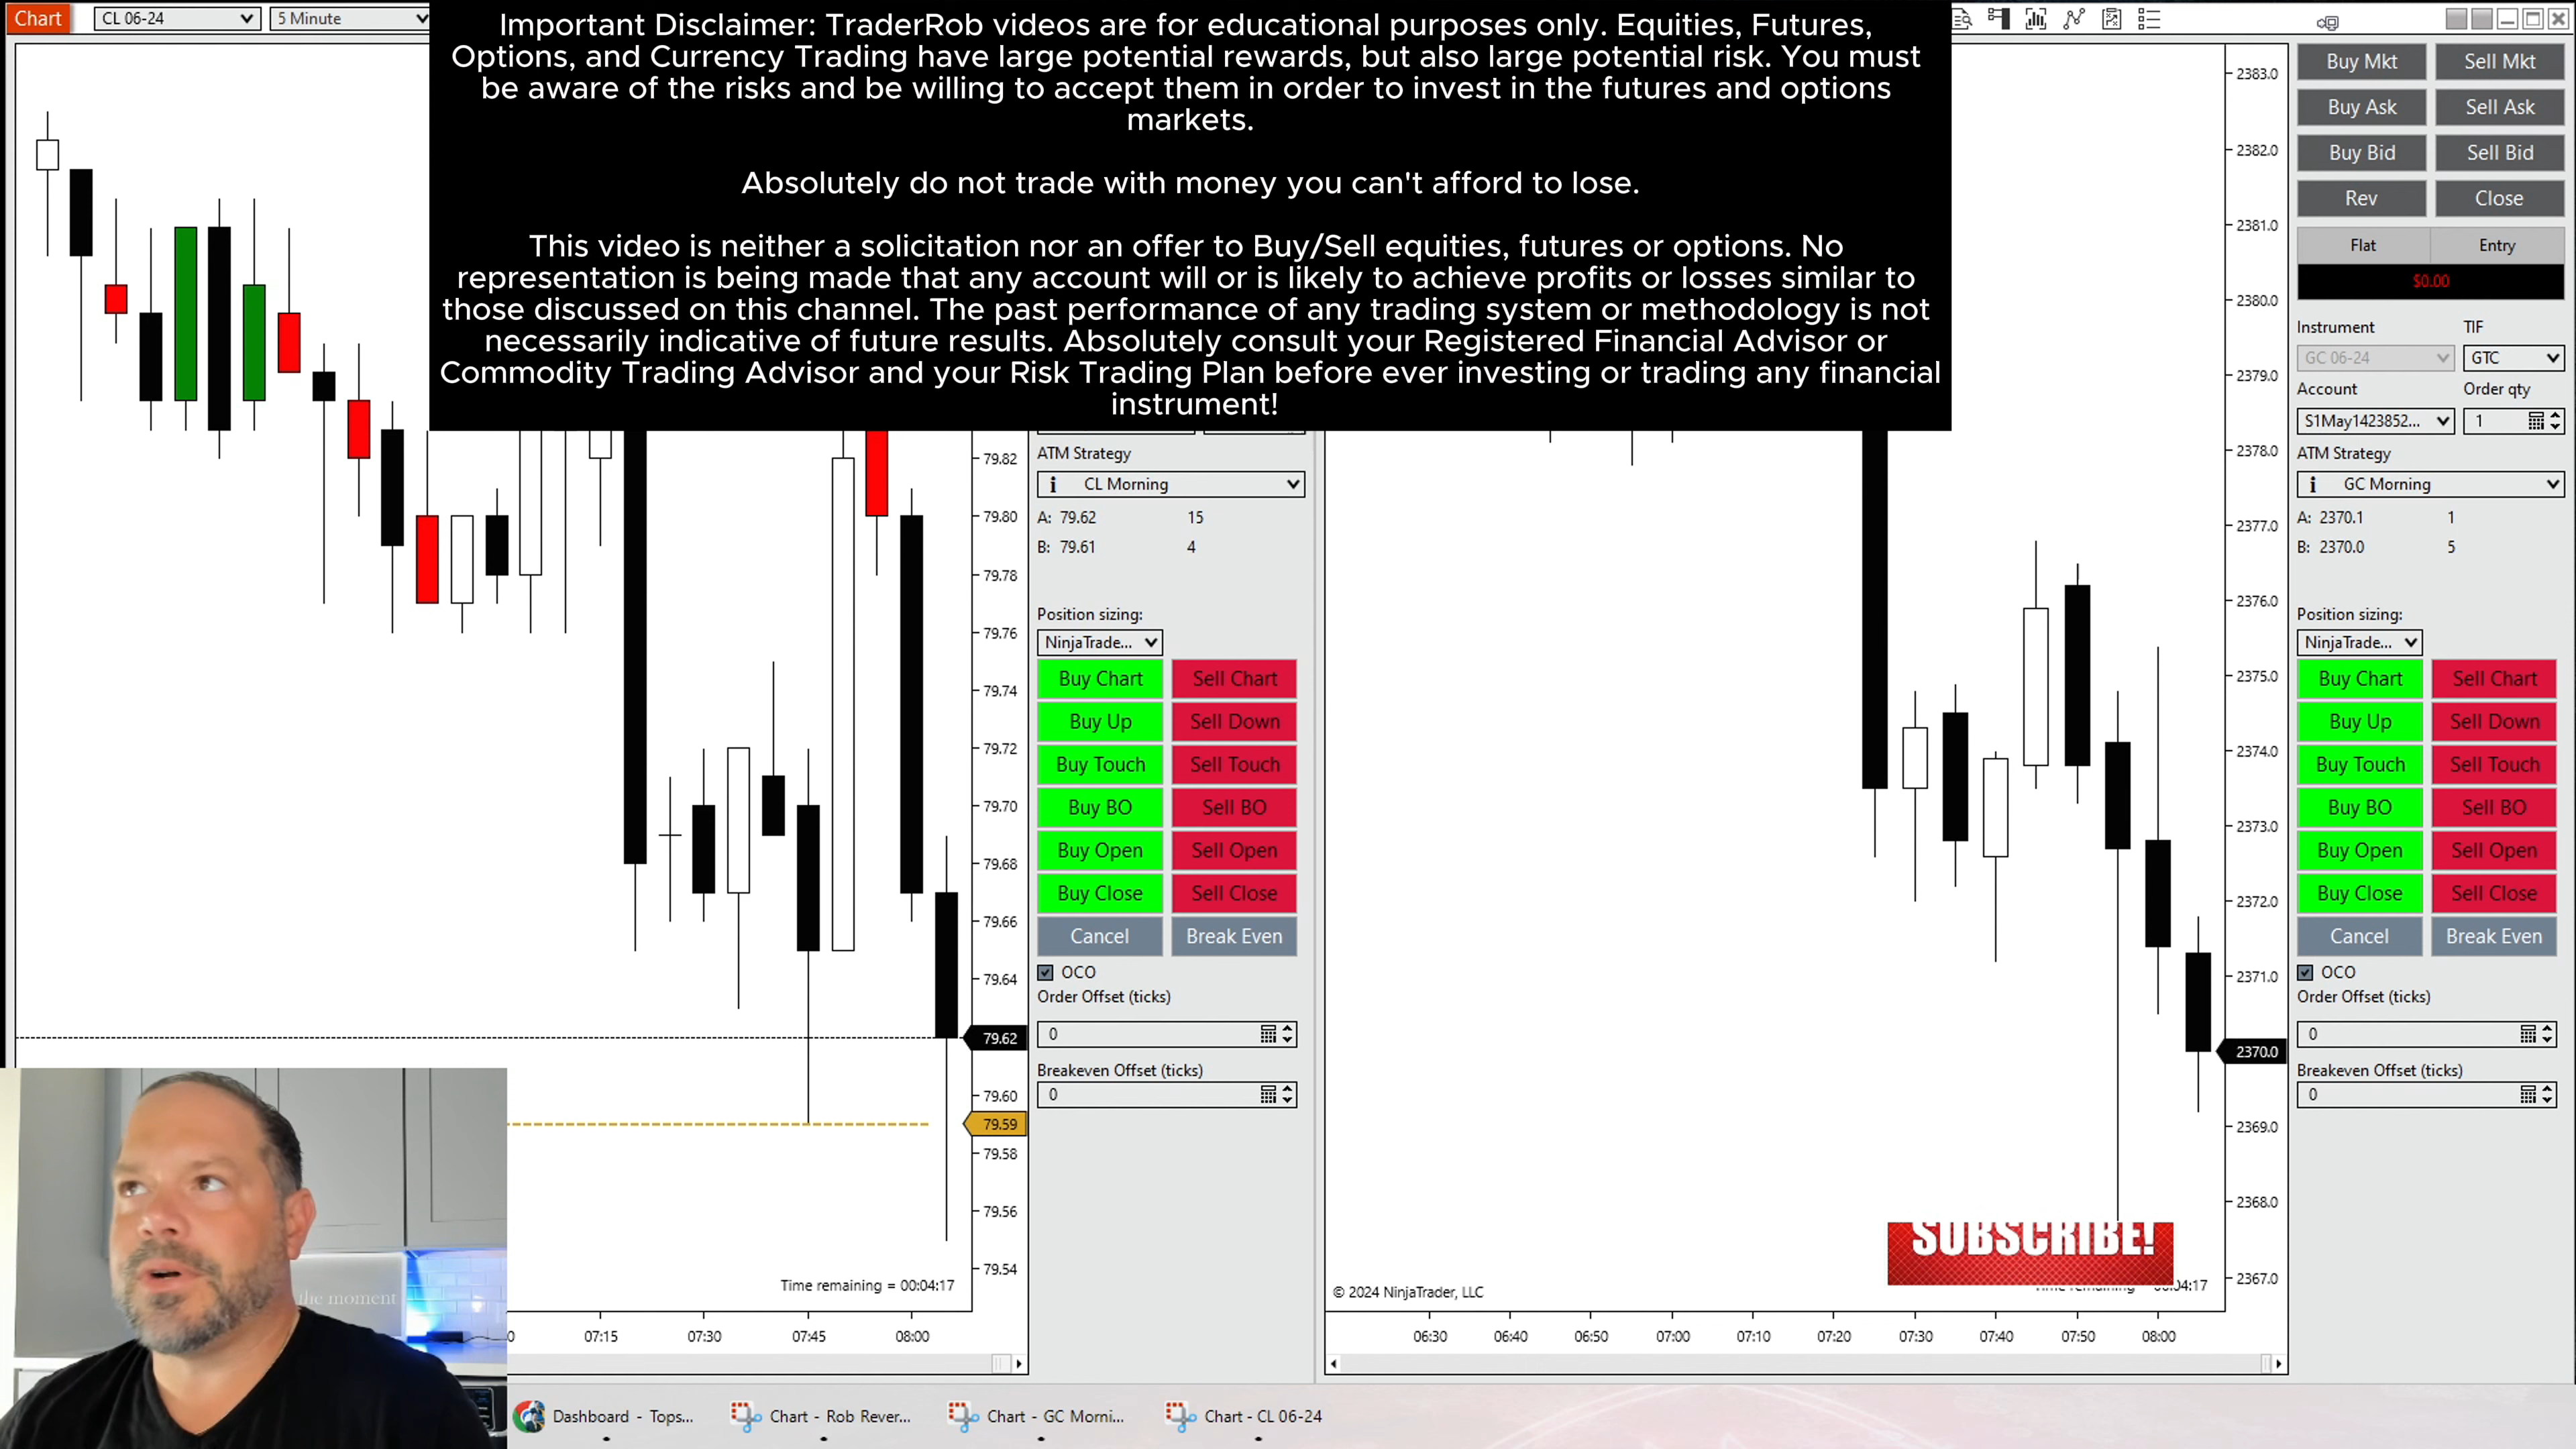 Chart
CL 06-24
5 Minute
Important Disclaimer: TraderRob videos are for educational purposes only. Equities, Futures,
Options, and Currency Trading have large potential rewards, but also large potential risk. You must
be aware of the risks and be willing to accept them in order to invest in the futures and options
markets.
Absolutely do not trade with money you can't afford to lose.
This video is neither a solicitation nor an offer to Buy/Sell equities, futures or options. No
representation is being made that any account will or is likely to achieve profits or losses similar to
those discussed on this channel. The past performance of any trading system or methodology is not
necessarily indicative of future results. Absolutely consult your Registered Financial Advisor or
Commodity Trading Advisor and your Risk Trading Plan before ever investing or trading any financial
instrument!
79.82
79.80
79.78
79.76
79.74
79.72
79.70
79.68
79.66
79.64
79.62
79.60
79.59
79.58
79.56
79.54
Time remaining = 00:04:17
07:15
07:30
07:45
08:00
ATM Strategy
i CL Morning
A: 79.62 15
B: 79.61 4
Position sizing:
NinjaTrade...
Buy Chart Sell Chart
Buy Up Sell Down
Buy Touch Sell Touch
Buy BO Sell BO
Buy Open Sell Open
Buy Close Sell Close
Cancel Break Even
OCO
Order Offset (ticks)
0
Breakeven Offset (ticks)
0
2383.0
2382.0
2381.0
2380.0
2379.0
2378.0
2377.0
2376.0
2375.0
2374.0
2373.0
2372.0
2371.0
2370.0
2369.0
2368.0
2367.0
© 2024 NinjaTrader, LLC
SUBSCRIBE!
04:17
06:30
06:40
06:50
07:00
07:10
07:20
07:30
07:40
07:50
08:00
Buy Mkt Sell Mkt
Buy Ask Sell Ask
Buy Bid Sell Bid
Rev Close
Flat Entry
$0.00
Instrument TIF
GC 06-24 GTC
Account Order qty
S1May1423852... 1
ATM Strategy
i GC Morning
A: 2370.1 1
B: 2370.0 5
Position sizing:
NinjaTrade...
Buy Chart Sell Chart
Buy Up Sell Down
Buy Touch Sell Touch
Buy BO Sell BO
Buy Open Sell Open
Buy Close Sell Close
Cancel Break Even
OCO
Order Offset (ticks)
0
Breakeven Offset (ticks)
0
the moment
Dashboard - Tops...
Chart - Rob Rever...
Chart - GC Morni...
Chart - CL 06-24